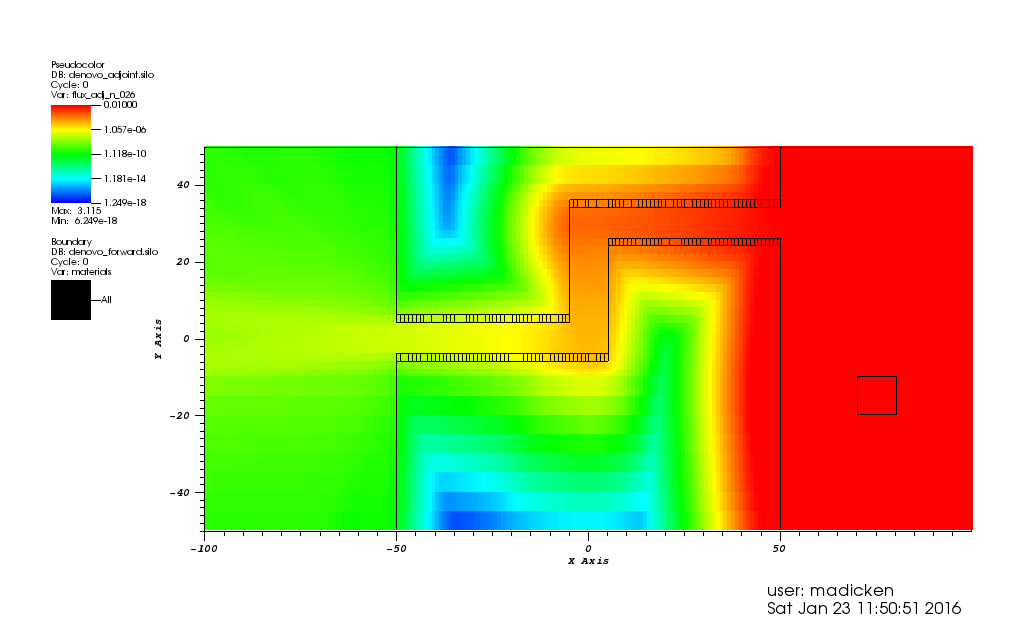 Pseudocolor
DB: denovo_adjoint.silo
Cycle: 0
Var: flux_adj_n_026
0.01000
1.057e-06
1.118e-10
1.181e-14
1.249e-18
Max: 3.115
Min: 6.249e-18
Boundary
DB: denovo_forward.silo
Cycle: 0
Var: materials
All
Y Axis
40
20
0
-20
-40
-100
-50
0
50
X Axis
user: madicken
Sat Jan 23 11:50:51 2016